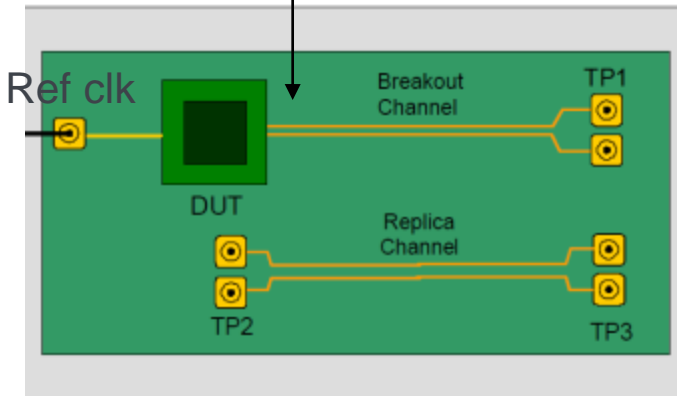 Ref clk
Breakout
Channel
TP1
DUT
Replica
Channel
TP2
TP3